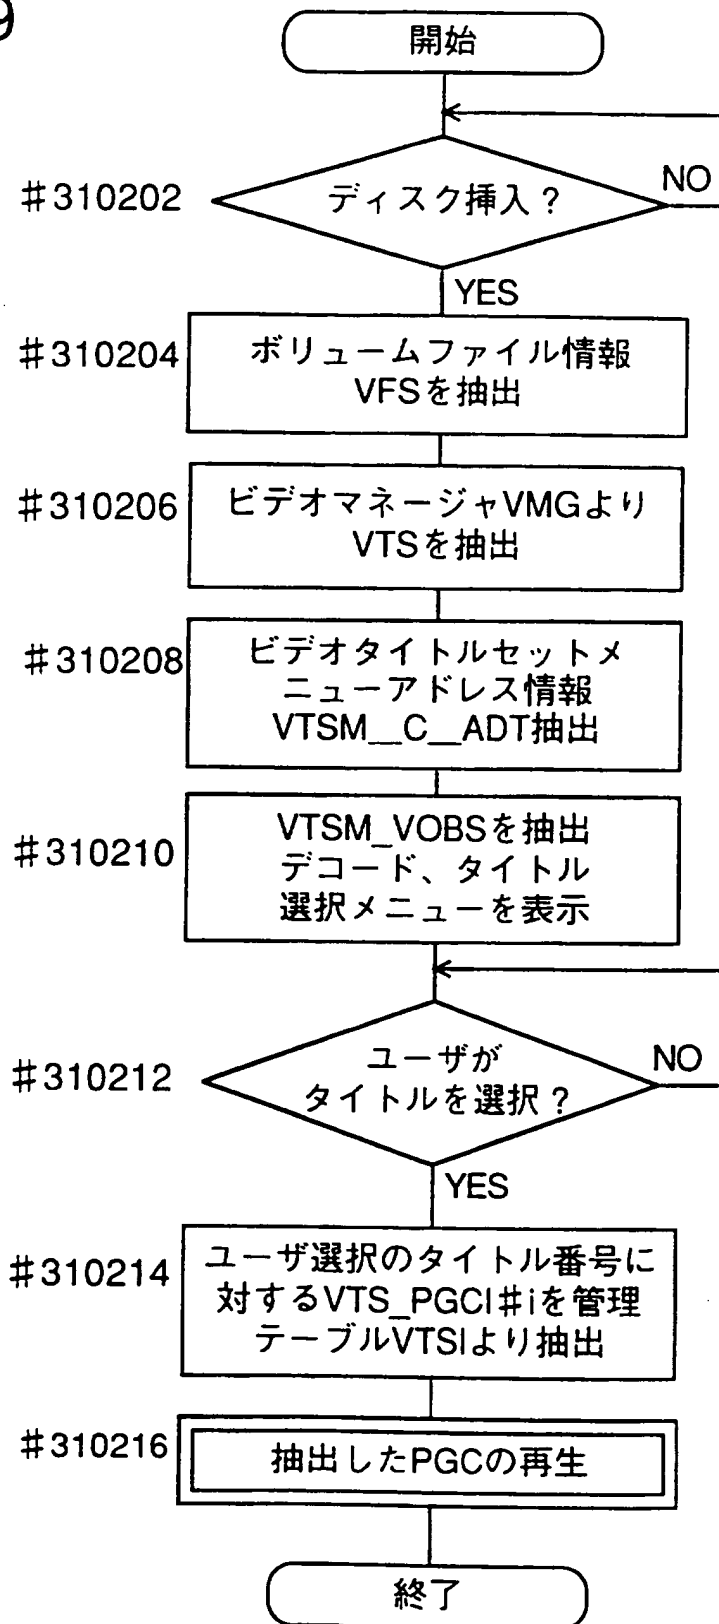 9
開始
#310202
ディスク挿入?
NO
YES
#310204
ボリュームファイル情報
VFSを抽出
#310206
ビデオマネージャVMGより
VTSを抽出
#310208
ビデオタイトルセットメ
ニューアドレス情報
VTSM__C__ADT抽出
#310210
VTSM_VOBSを抽出
デコード、タイトル
選択メニューを表示
#310212
ユーザが
タイトルを選択?
NO
YES
#310214
ユーザ選択のタイトル番号に
対するVTS_PGCI#iを管理
テーブルVTSIより抽出
#310216
抽出したPGCの再生
終了